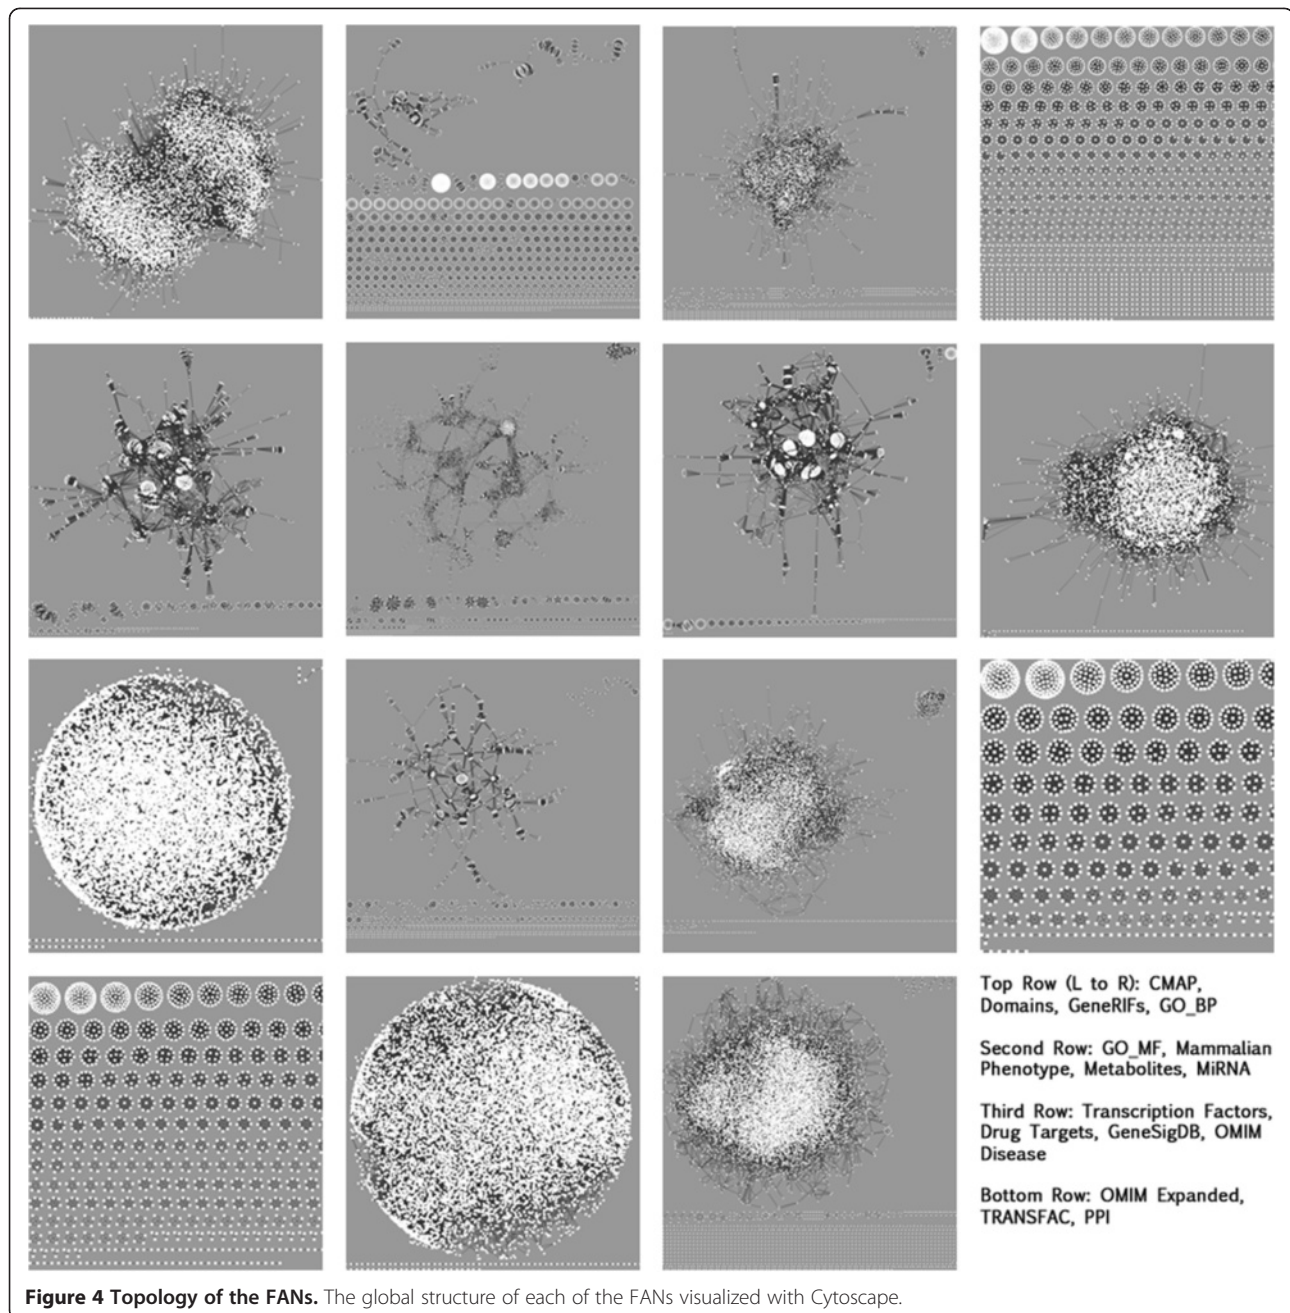 Top Row (L to R): CMAP,
Domains, GeneRIFs, GO_BP
Second Row: GO_MF, Mammalian
Phenotype, Metabolites, MiRNA
Third Row: Transcription Factors,
Drug Targets, GeneSigDB, OMIM
Disease
Bottom Row: OMIM Expanded,
TRANSFAC, PPI
Figure 4 Topology of the FANs. The global structure of each of the FANs visualized with Cytoscape.